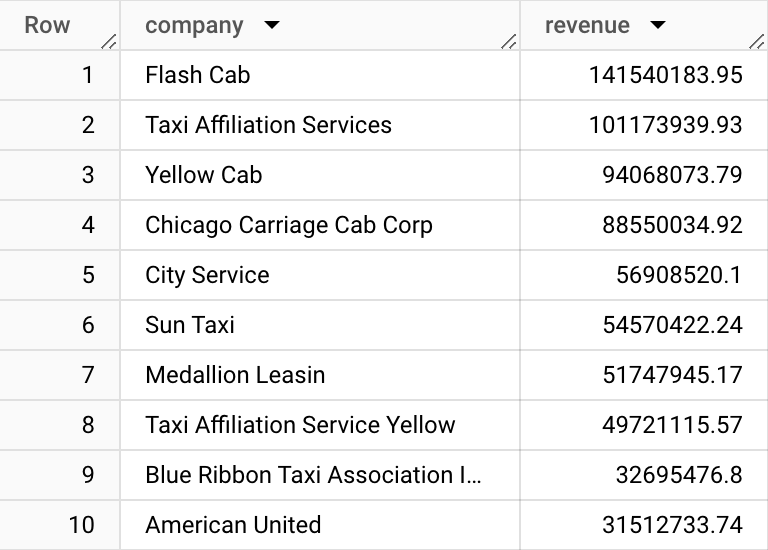 Row company revenue
1 Flash Cab 141540183.95
2 Taxi Affiliation Services 101173939.93
3 Yellow Cab 94068073.79
4 Chicago Carriage Cab Corp 88550034.92
5 City Service 56908520.1
6 Sun Taxi 54570422.24
7 Medallion Leasin 51747945.17
8 Taxi Affiliation Service Yellow 49721115.57
9 Blue Ribbon Taxi Association I... 32695476.8
10 American United 31512733.74